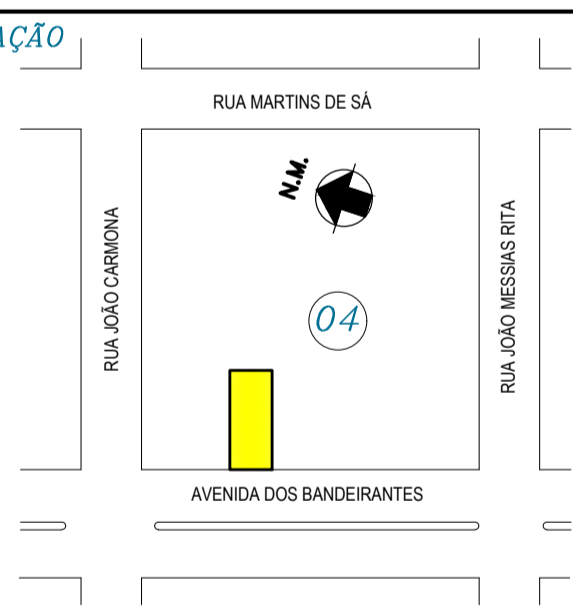 AÇÃO
RUA MARTINS DE SÁ
N.M.
RUA JOÃO CARMONA
RUA JOÃO MESSIAS RITA
04
AVENIDA DOS BANDEIRANTES